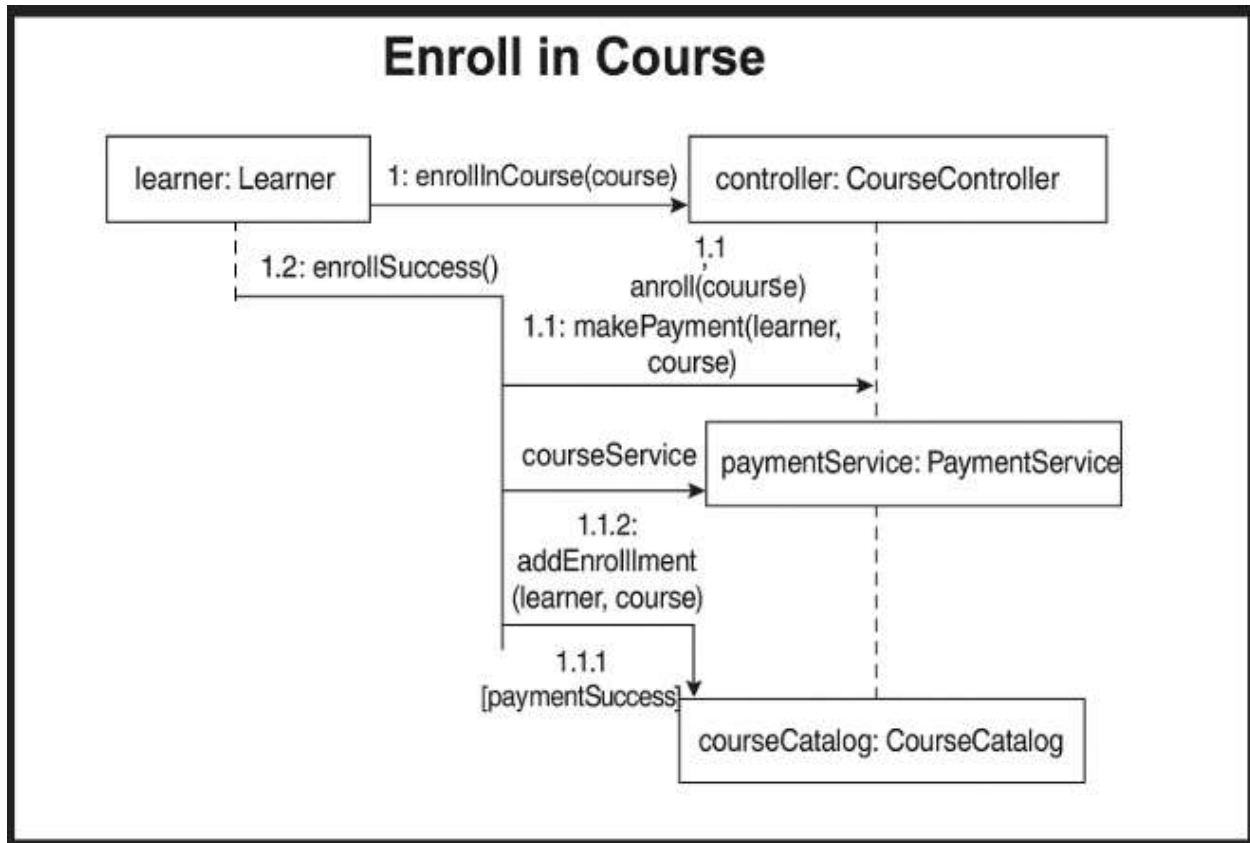 Enroll in Course
learner: Learner
1: enrollInCourse(course)
controller: CourseController
1.2: enrollSuccess()
1.1
anroll(couurse)
1.1: makePayment(learner,
course)
courseService
paymentService: PaymentService
1.1.2:
addEnrolllment
(learner, course)
1.1.1
[paymentSuccess]
courseCatalog: CourseCatalog